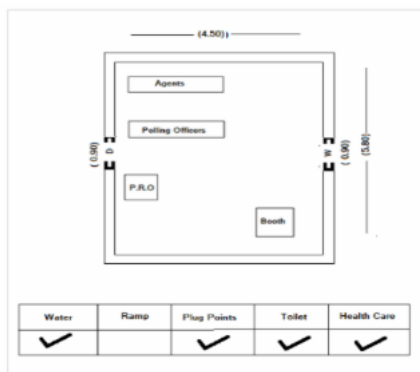 (4.50)
Agents
Polling Officers
(0.90)
D
W
(0.90)
(5.80)
P.R.O
Booth
Water Ramp Plug Points Toilet Health Care